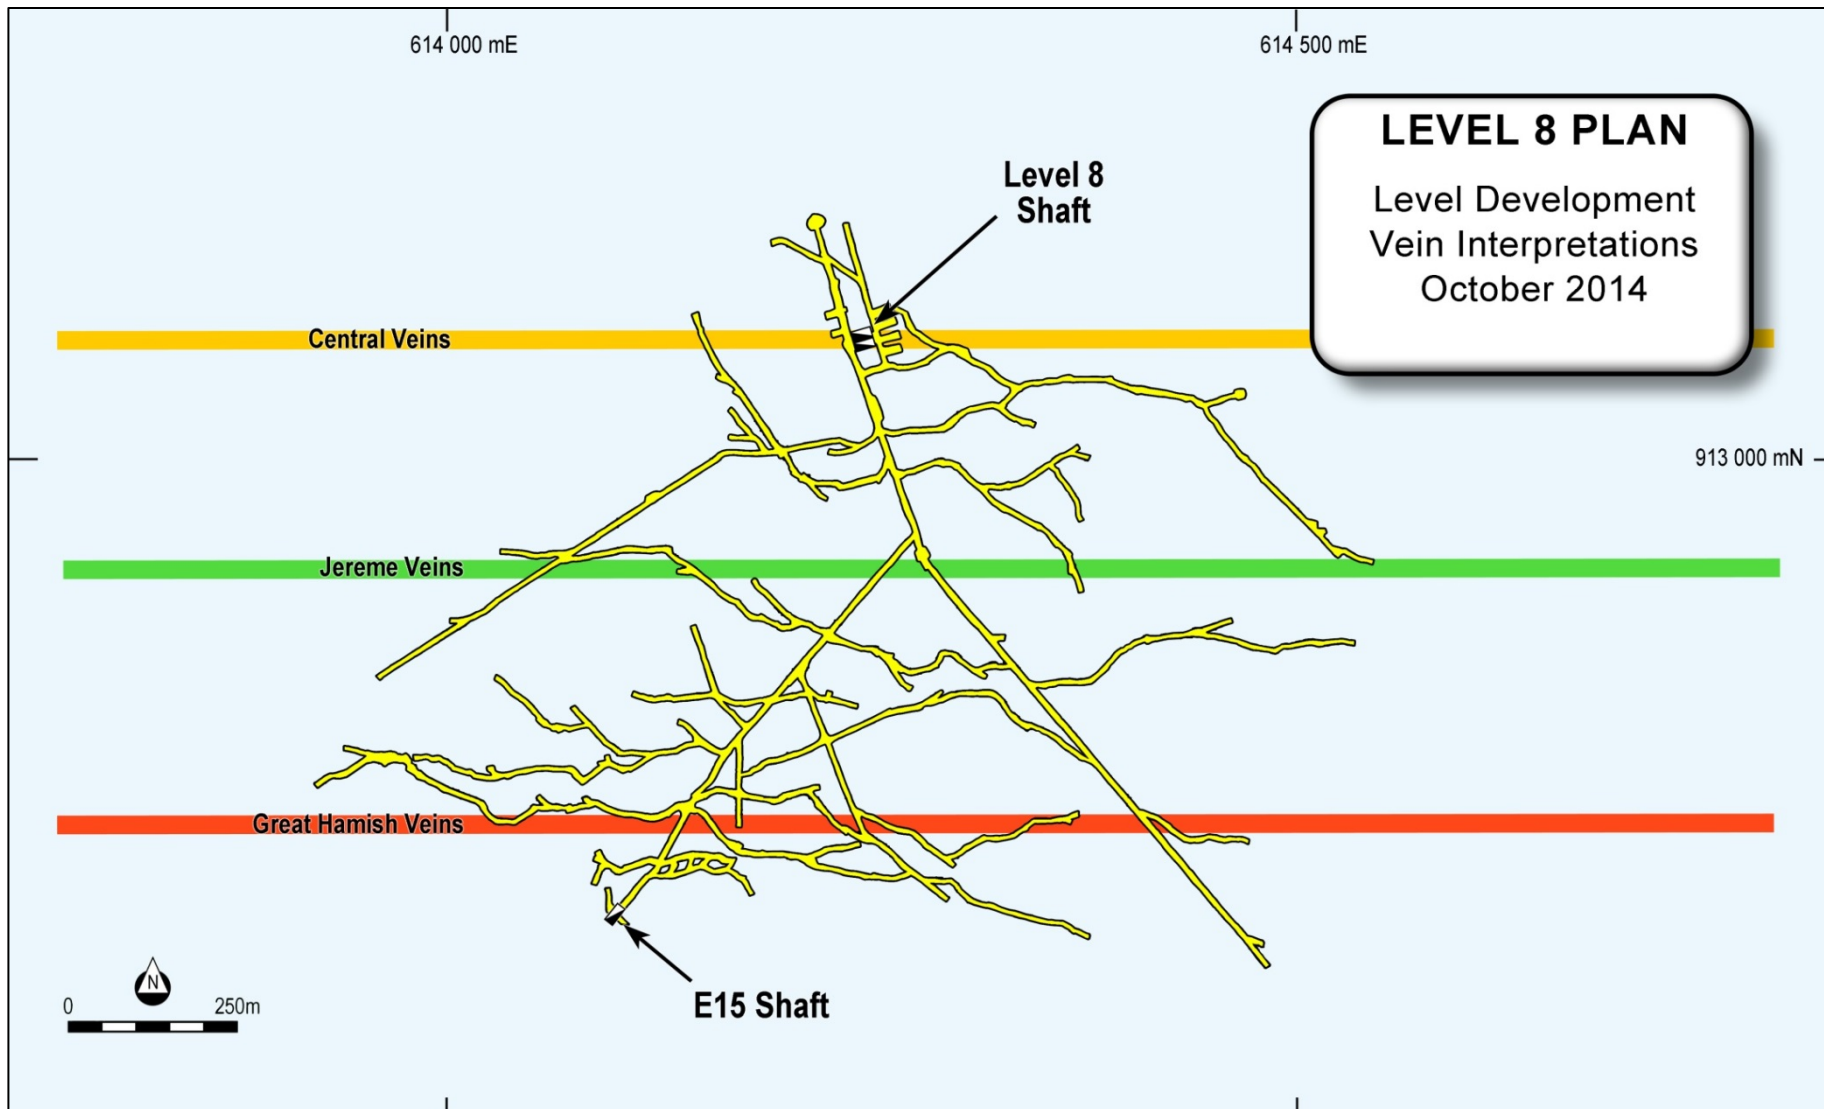 614 000 mE
614 500 mE
LEVEL 8 PLAN
Level Development
Vein Interpretations
October 2014
Level 8
Shaft
Central Veins
913 000 mN
Jereme Veins
Great Hamish Veins
N
0
250m
E15 Shaft